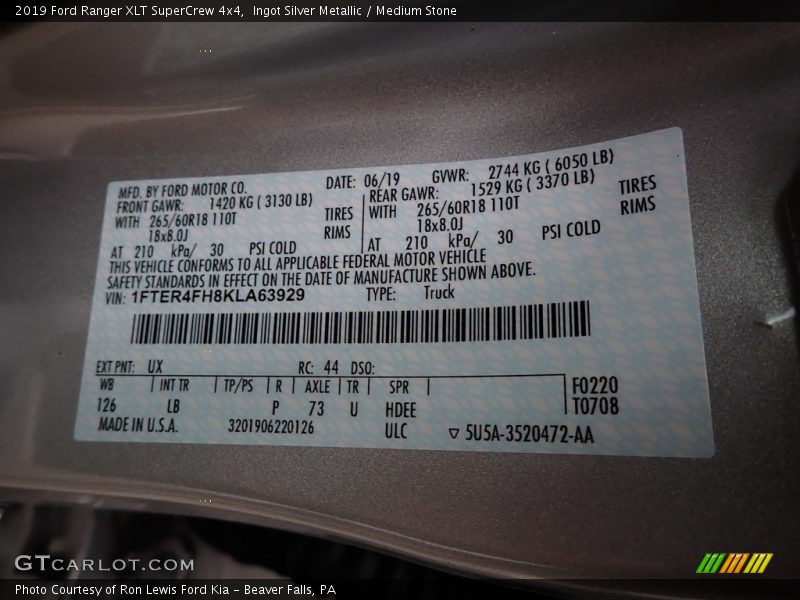 2019 Ford Ranger XLT SuperCrew 4x4,  Ingot Silver Metallic / Medium Stone
MFD. BY FORD MOTOR CO. DATE: 06/19 GVWR: 2744 KG ( 6050 LB)
FRONT GAWR: 1420 KG ( 3130 LB) REAR GAWR: 1529 KG ( 3370 LB)
WITH 265/60R18 110T TIRES WITH 265/60R18 110T TIRES
18x8.0J RIMS 18x8.0J RIMS
AT 210 kPa/ 30 PSI COLD AT 210 kPa/ 30 PSI COLD
THIS VEHICLE CONFORMS TO ALL APPLICABLE FEDERAL MOTOR VEHICLE
SAFETY STANDARDS IN EFFECT ON THE DATE OF MANUFACTURE SHOWN ABOVE.
VIN: 1FTER4FH8KLA63929 TYPE: Truck
EXT PNT: UX RC: 44 DSO:
WB INT TR TP/PS R AXLE TR SPR F0220
126 LB P 73 U HDEE T0708
MADE IN U.S.A. 3201906220126 ULC ▽ 5U5A-3520472-AA
GTCARLOT.COM
Photo Courtesy of Ron Lewis Ford Kia – Beaver Falls, PA